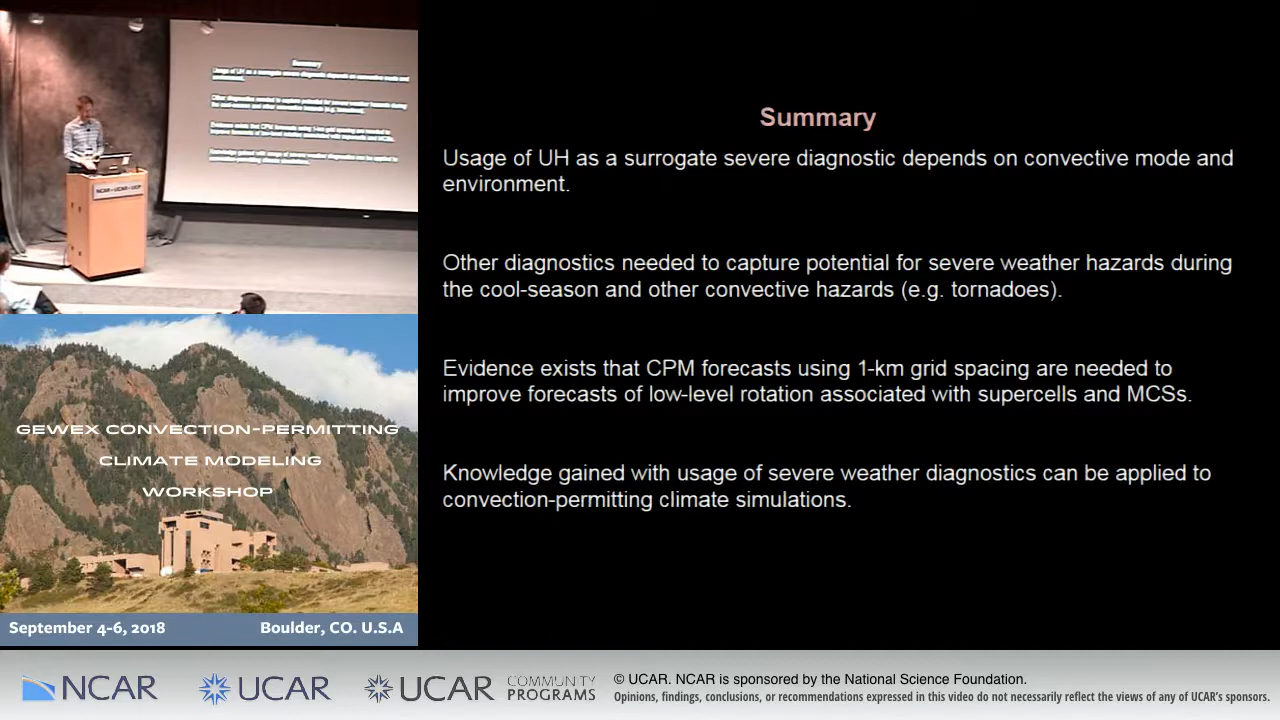 Summary
NCAR • UCAR • UCP
Summary
Usage of UH as a surrogate severe diagnostic depends on convective mode and
environment.
Other diagnostics needed to capture potential for severe weather hazards during
the cool-season and other convective hazards (e.g. tornadoes).
Evidence exists that CPM forecasts using 1-km grid spacing are needed to
improve forecasts of low-level rotation associated with supercells and MCSs.
Knowledge gained with usage of severe weather diagnostics can be applied to
convection-permitting climate simulations.
GEWEX CONVECTION-PERMITTING
CLIMATE MODELING
WORKSHOP
September 4-6, 2018
Boulder, CO. U.S.A
NCAR
UCAR
UCAR
COMMUNITY
PROGRAMS
© UCAR. NCAR is sponsored by the National Science Foundation.
Opinions, findings, conclusions, or recommendations expressed in this video do not necessarily reflect the views of any of UCAR's sponsors.